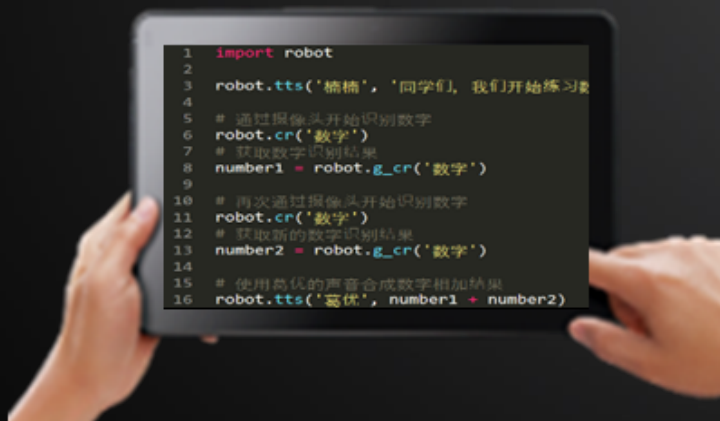 1 import robot
2
3 robot.tts('楠楠', '同学们, 我们开始练习数
4
5 # 通过摄像头开始识别数字
6 robot.cr('数字')
7 # 获取数字识别结果
8 number1 = robot.g_cr('数字')
9
10 # 再次通过摄像头开始识别数字
11 robot.cr('数字')
12 # 获取新的数字识别结果
13 number2 = robot.g_cr('数字')
14
15 # 使用葛优的声音合成数字相加结果
16 robot.tts('葛优', number1 + number2)